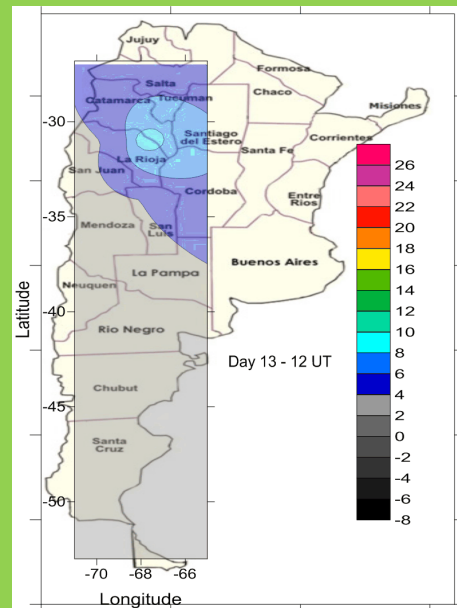 Jujuy
Formosa
Salta
Chaco
Catamarca
Tucuman
Misiones
-30
Santiago
del Estero
Corrientes
Santa Fe
La Rioja
San Juan
26
Cordoba
24
Entre
Rios
22
-35
Mendoza
San
Luis
20
18
Buenos Aires
16
La Pampa
14
Neuquen
12
Latitude
-40
Rio Negro
10
Day 13 - 12 UT
8
6
Chubut
4
-45
2
Santa
Cruz
0
-2
-4
-50
-6
-8
-70
-68
-66
Longitude